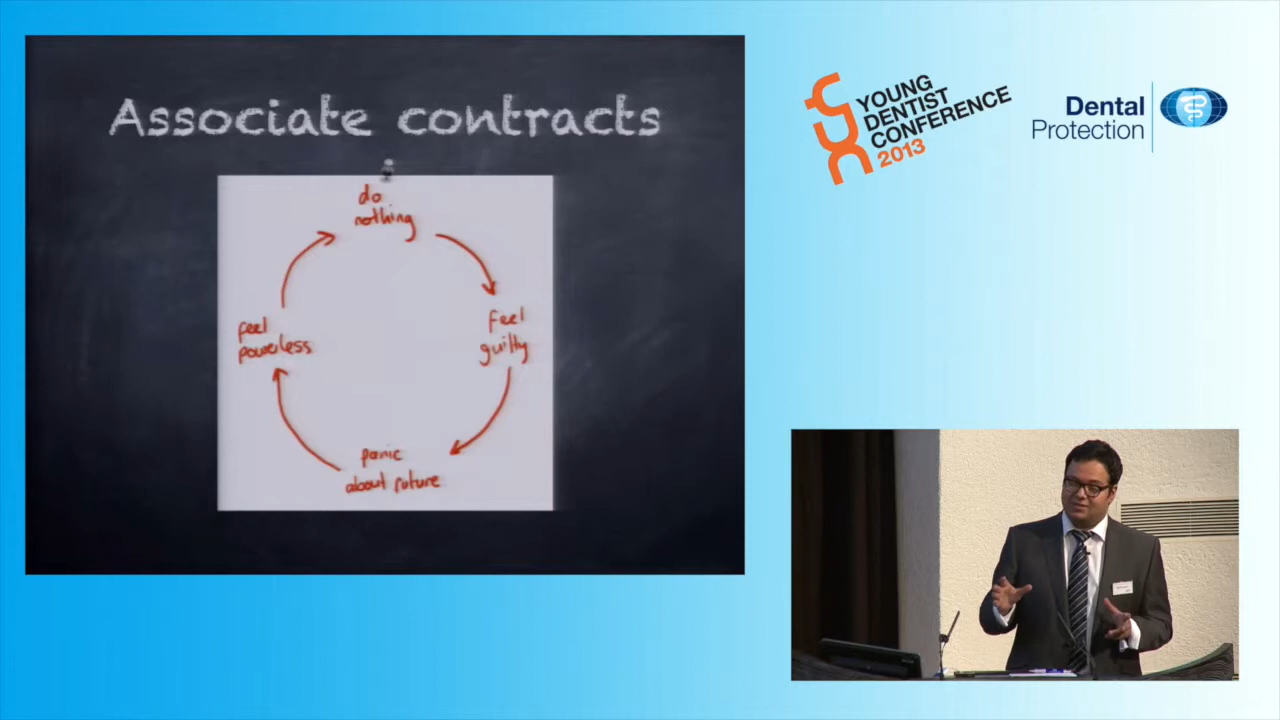 Associate contracts
do
nothing
Feel
guilty
panic
about future
feel
powerless
YOUNG
DENTIST
CONFERENCE
2013
Dental
Protection